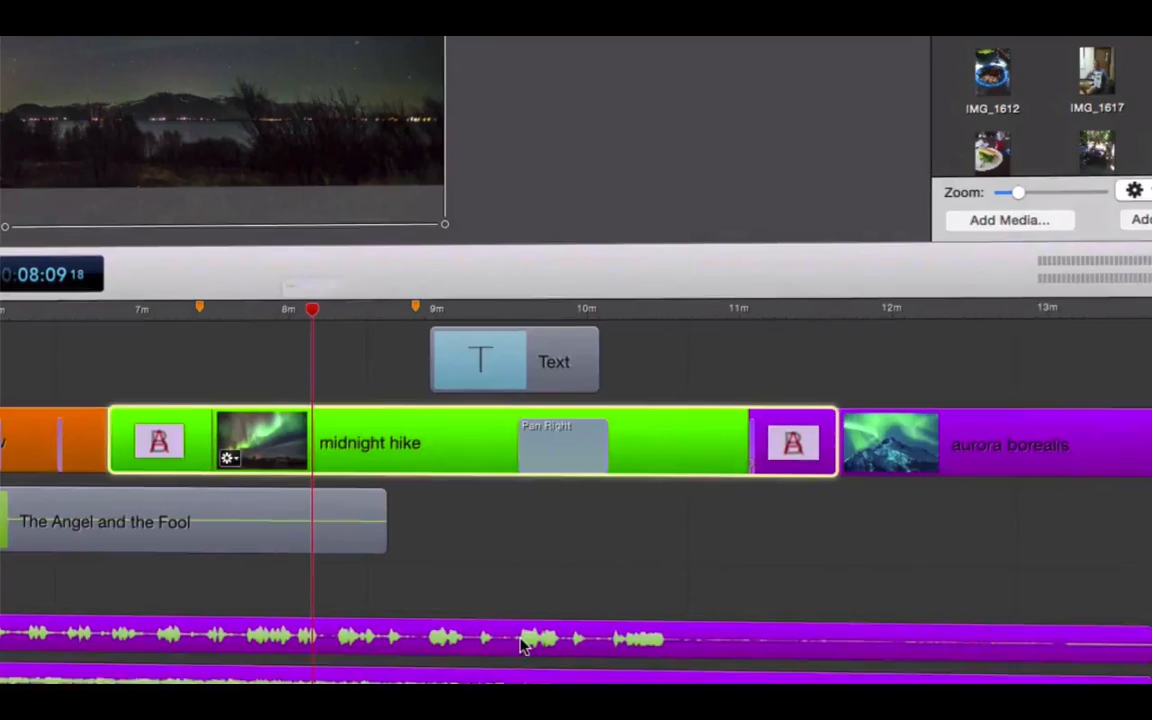 IMG_1612
IMG_1617
Zoom:
Add Media...
:08:09 18
7m
8m
9m
10m
11m
12m
13m
T
Text
A
midnight hike
Pan Right
A
aurora borealis
The Angel and the Fool